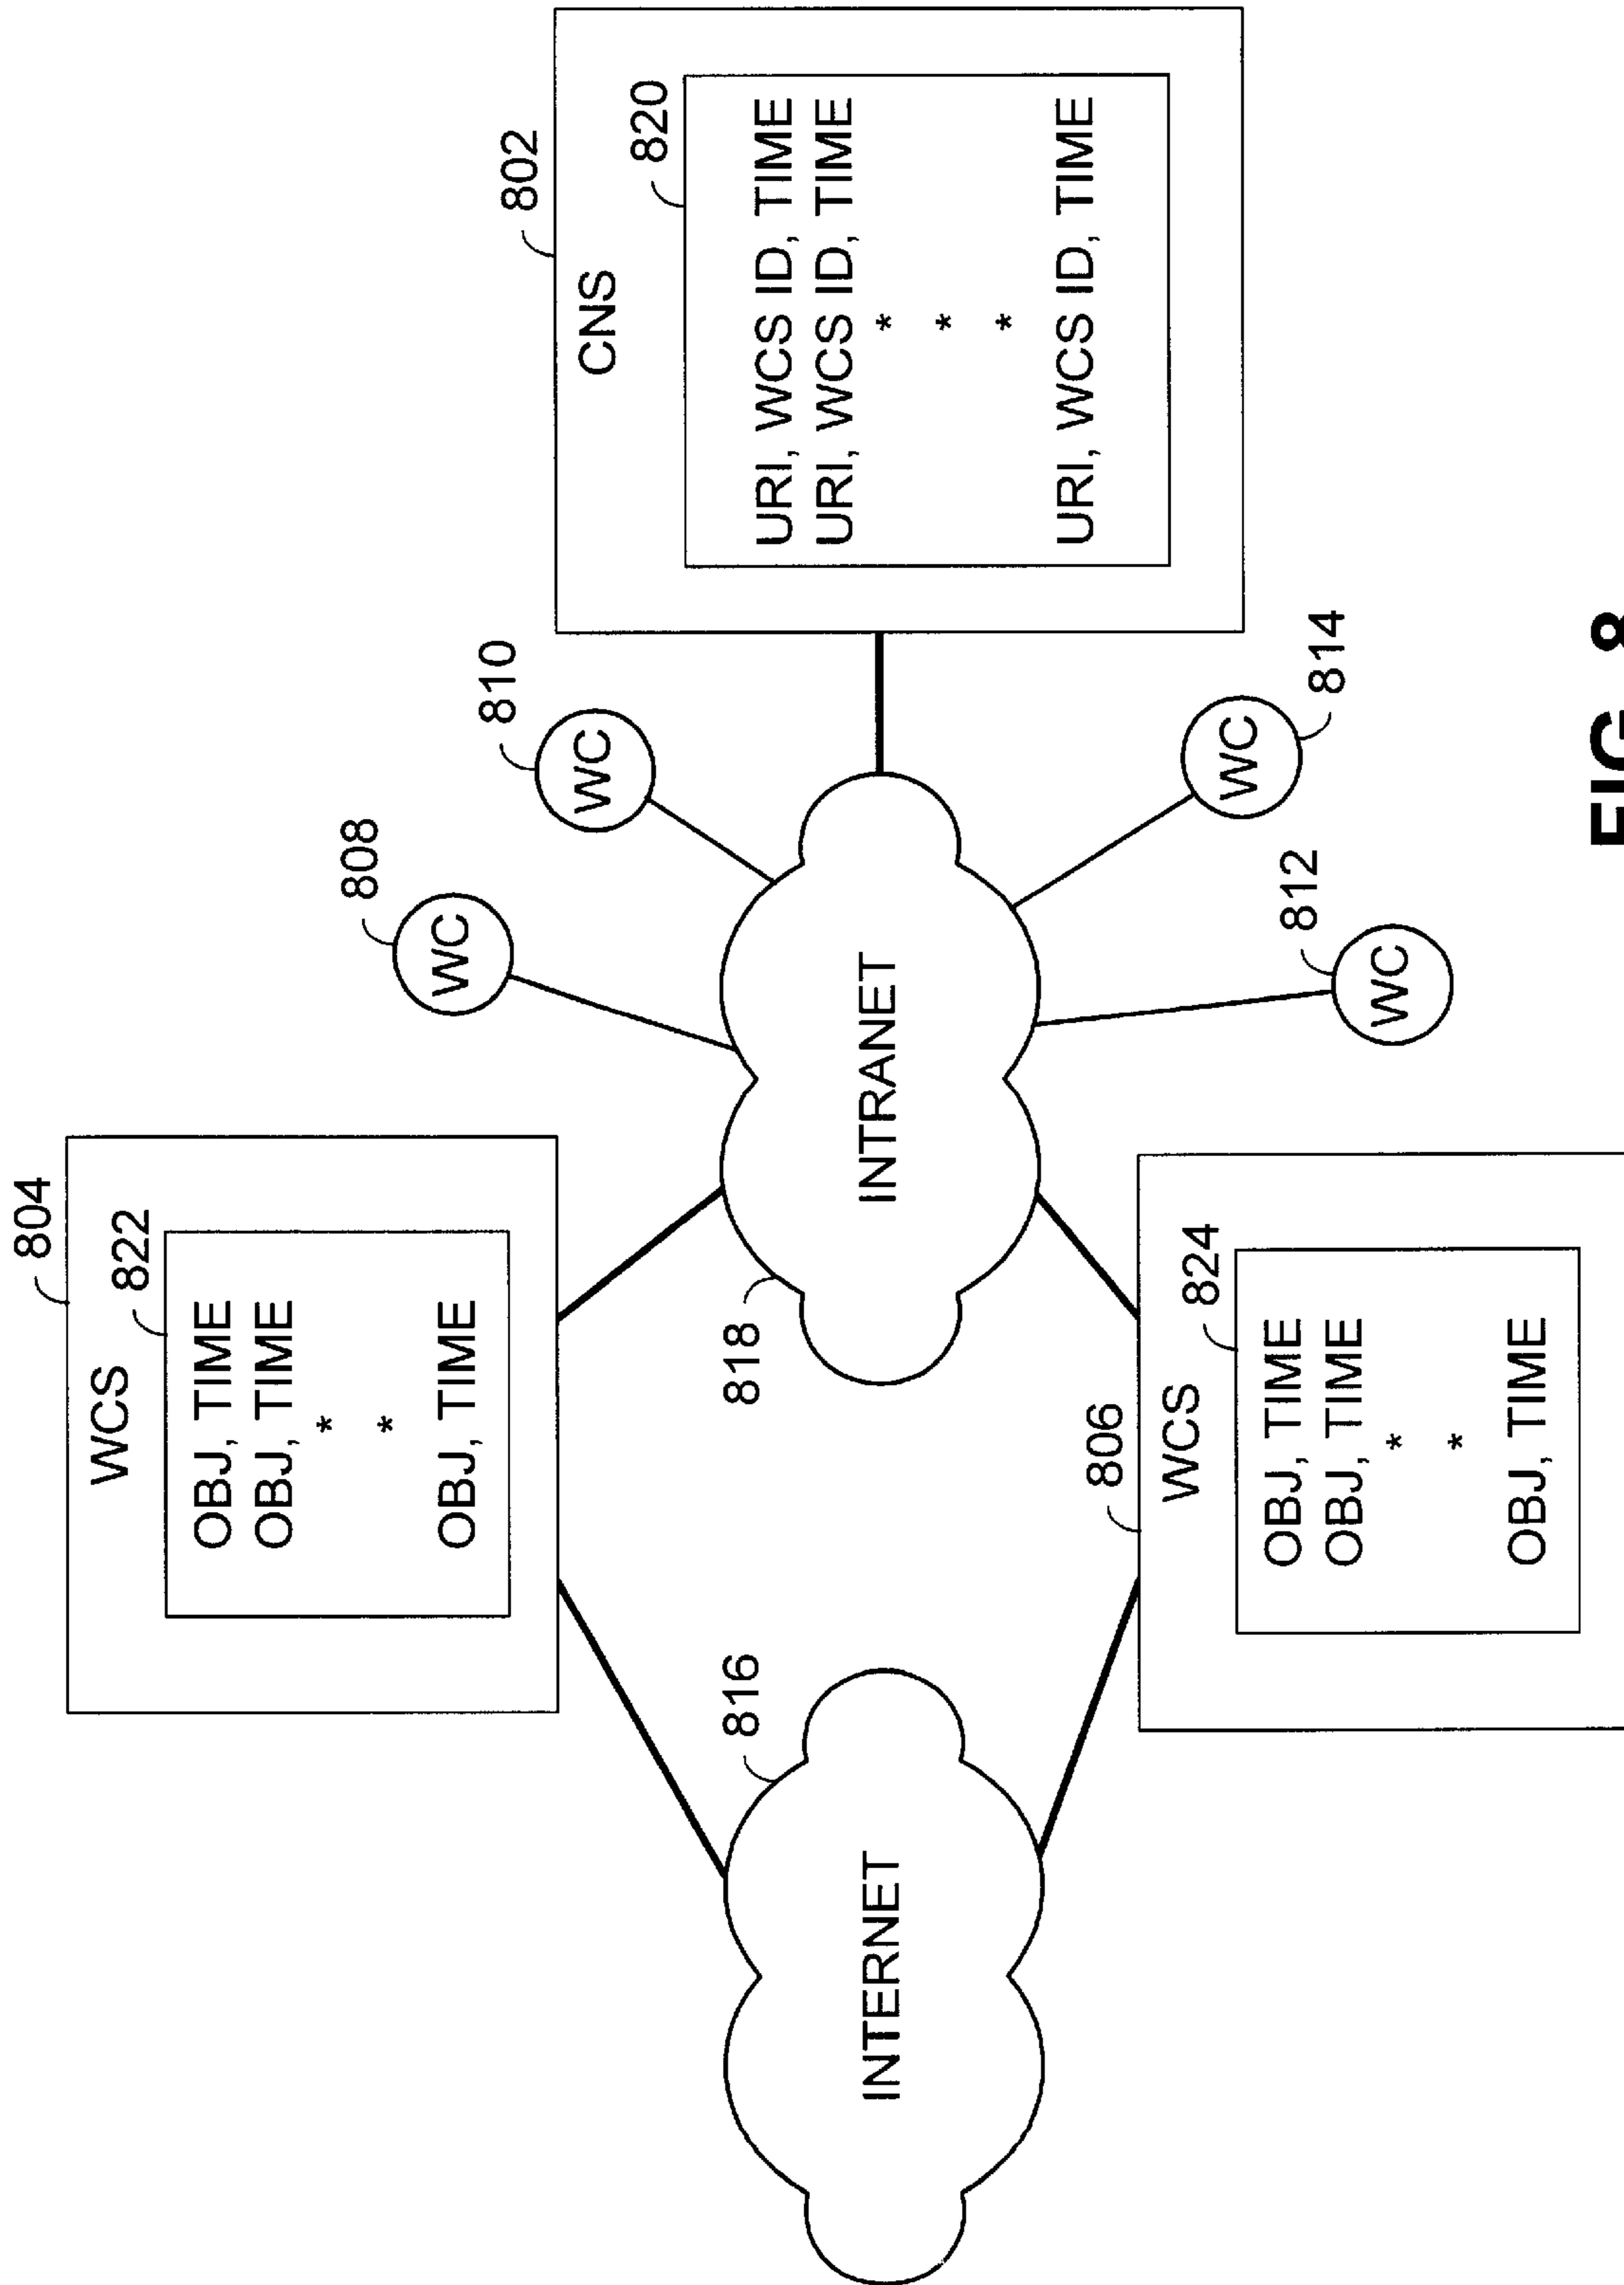 804
WCS
822
OBJ, TIME
OBJ, TIME
*
*
OBJ, TIME
808
WC
810
WC
802
CNS
820
URI, WCS ID, TIME
URI, WCS ID, TIME
*
*
*
URI, WCS ID, TIME
816
INTERNET
818
INTRANET
806
WCS
824
OBJ, TIME
OBJ, TIME
*
*
OBJ, TIME
812
WC
814
WC
FIG. 8